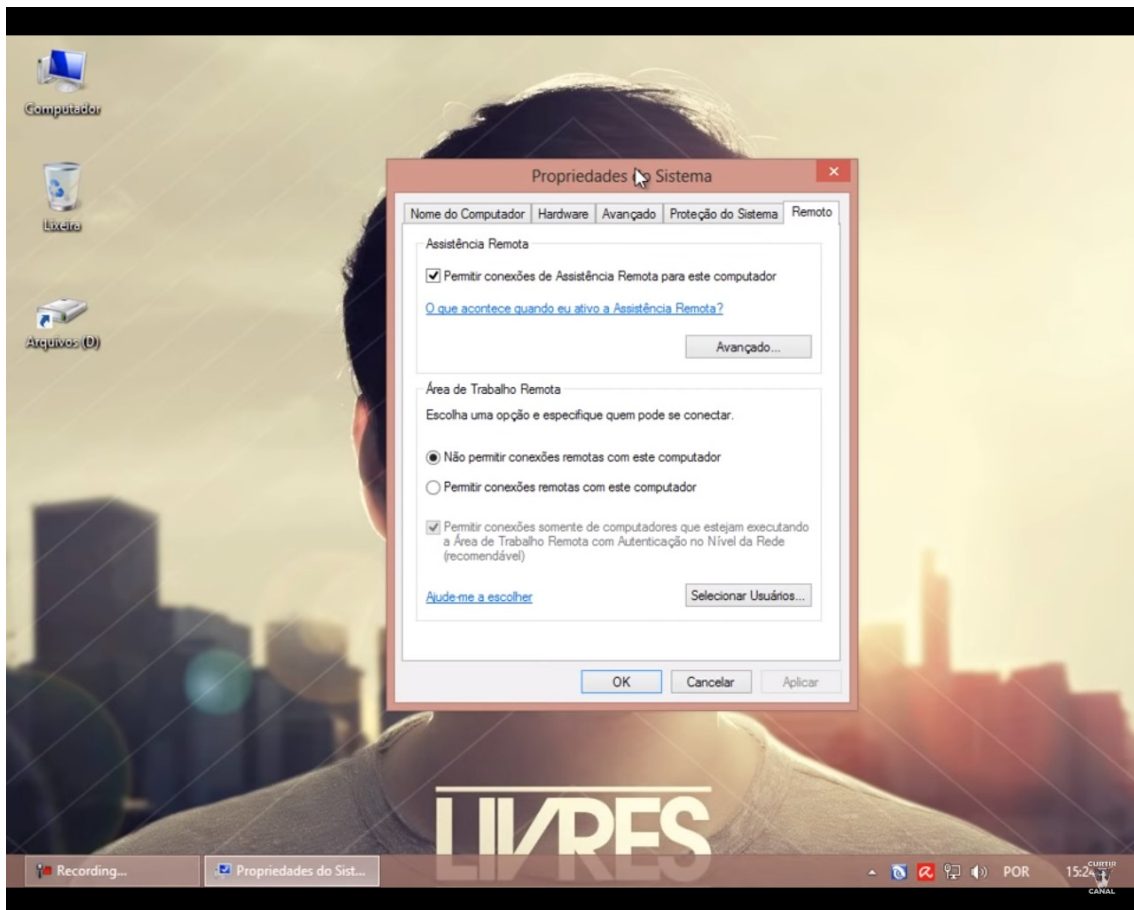 Computador
Lixeira
Arquivos (D)
Propriedades do Sistema
Nome do Computador
Hardware
Avançado
Proteção do Sistema
Remoto
Assistência Remota
Permitir conexões de Assistência Remota para este computador
O que acontece quando eu ativo a Assistência Remota?
Avançado...
Área de Trabalho Remota
Escolha uma opção e especifique quem pode se conectar.
Não permitir conexões remotas com este computador
Permitir conexões remotas com este computador
Permitir conexões somente de computadores que estejam executando
a Área de Trabalho Remota com Autenticação no Nível da Rede
(recomendável)
Ajude-me a escolher
Selecionar Usuários...
OK
Cancelar
Aplicar
LIVRES
Recording...
Propriedades do Sist...
POR
15:24
CURTIR
CANAL